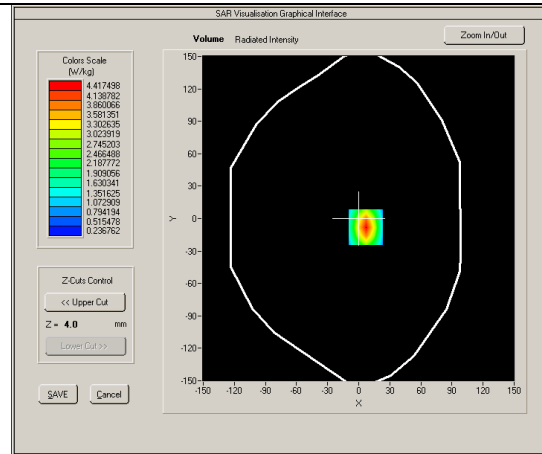 SAR Visualisation Graphical Interface
Volume Radiated Intensity
Zoom In/Out
Colors Scale
(W/kg)
4.417498
4.138782
3.860066
3.581351
3.302635
3.023919
2.745203
2.466488
2.187772
1.909056
1.630341
1.351625
1.072909
0.794194
0.515478
0.236762
Z-Cuts Control
<< Upper Cut
Z = 4.0 mm
Lower Cut >>
SAVE Cancel
150
120
90
60
30
0
-30
-60
-90
-120
-150
Y
-150 -120 -90 -60 -30 0 30 60 90 120 150
X